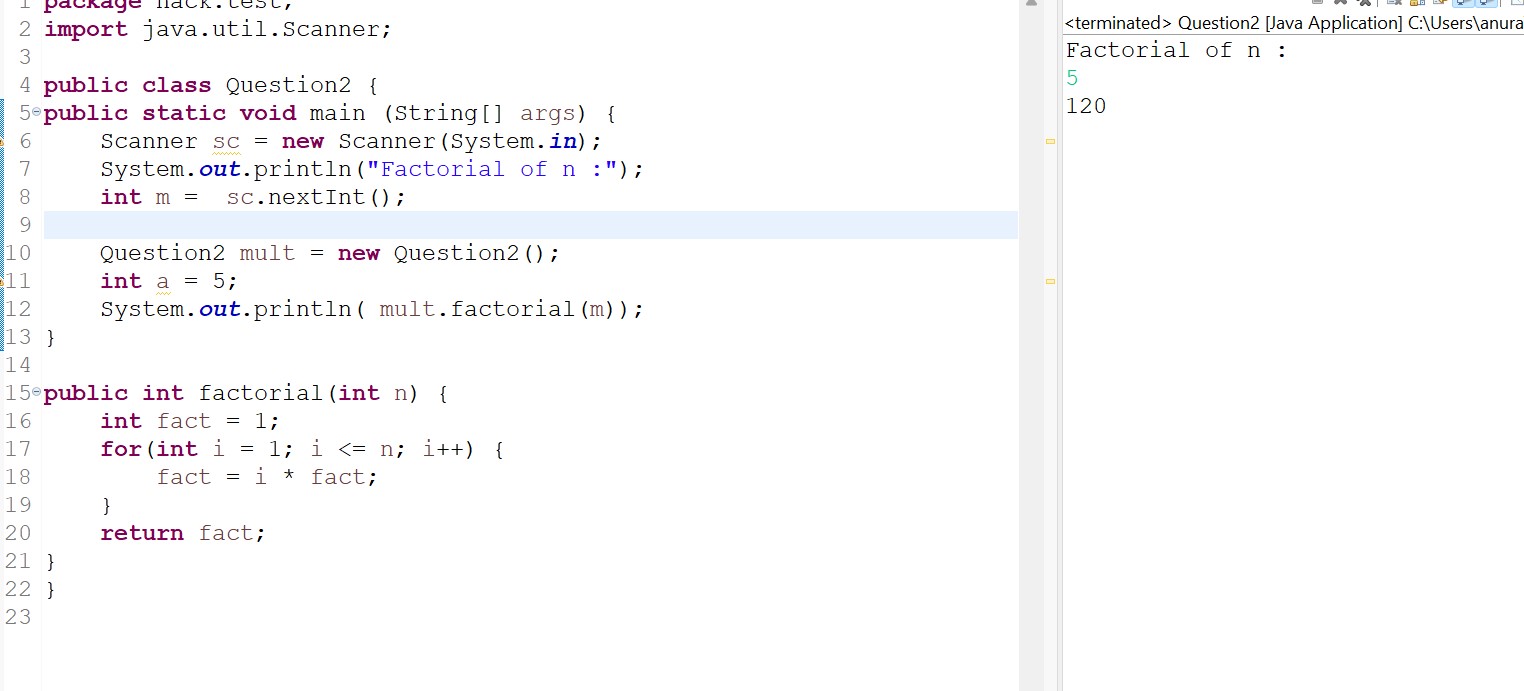 1 package hack.test;
2 import java.util.Scanner;
3
4 public class Question2 {
5 public static void main (String[] args) {
6     Scanner sc = new Scanner(System.in);
7     System.out.println("Factorial of n :");
8     int m =  sc.nextInt();
9
10     Question2 mult = new Question2();
11     int a = 5;
12     System.out.println( mult.factorial(m));
13 }
14
15 public int factorial(int n) {
16     int fact = 1;
17     for(int i = 1; i <= n; i++) {
18         fact = i * fact;
19     }
20     return fact;
21 }
22 }
23
<terminated> Question2 [Java Application] C:\Users\anura
Factorial of n :
5
120